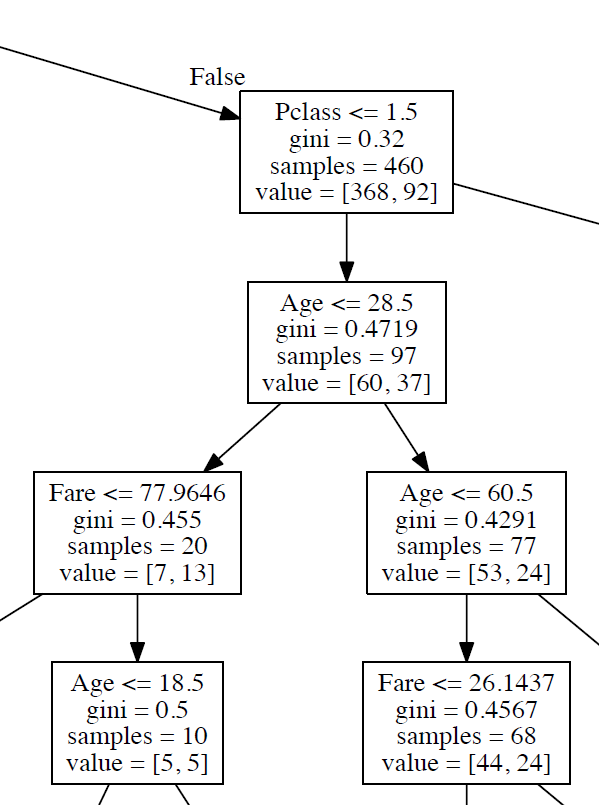 False
Pclass <= 1.5
gini = 0.32
samples = 460
value = [368, 92]
Age <= 28.5
gini = 0.4719
samples = 97
value = [60, 37]
Fare <= 77.9646
gini = 0.455
samples = 20
value = [7, 13]
Age <= 60.5
gini = 0.4291
samples = 77
value = [53, 24]
Age <= 18.5
gini = 0.5
samples = 10
value = [5, 5]
Fare <= 26.1437
gini = 0.4567
samples = 68
value = [44, 24]